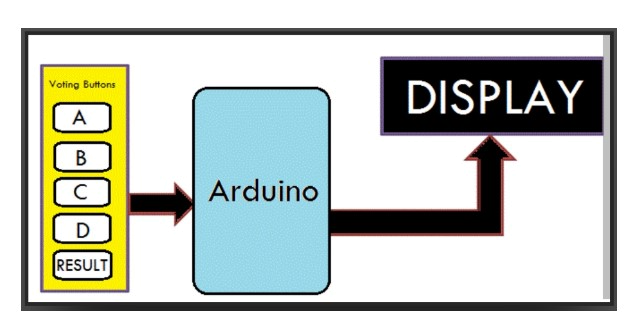 Voting Buttons
A
B
C
D
RESULT
Arduino
DISPLAY